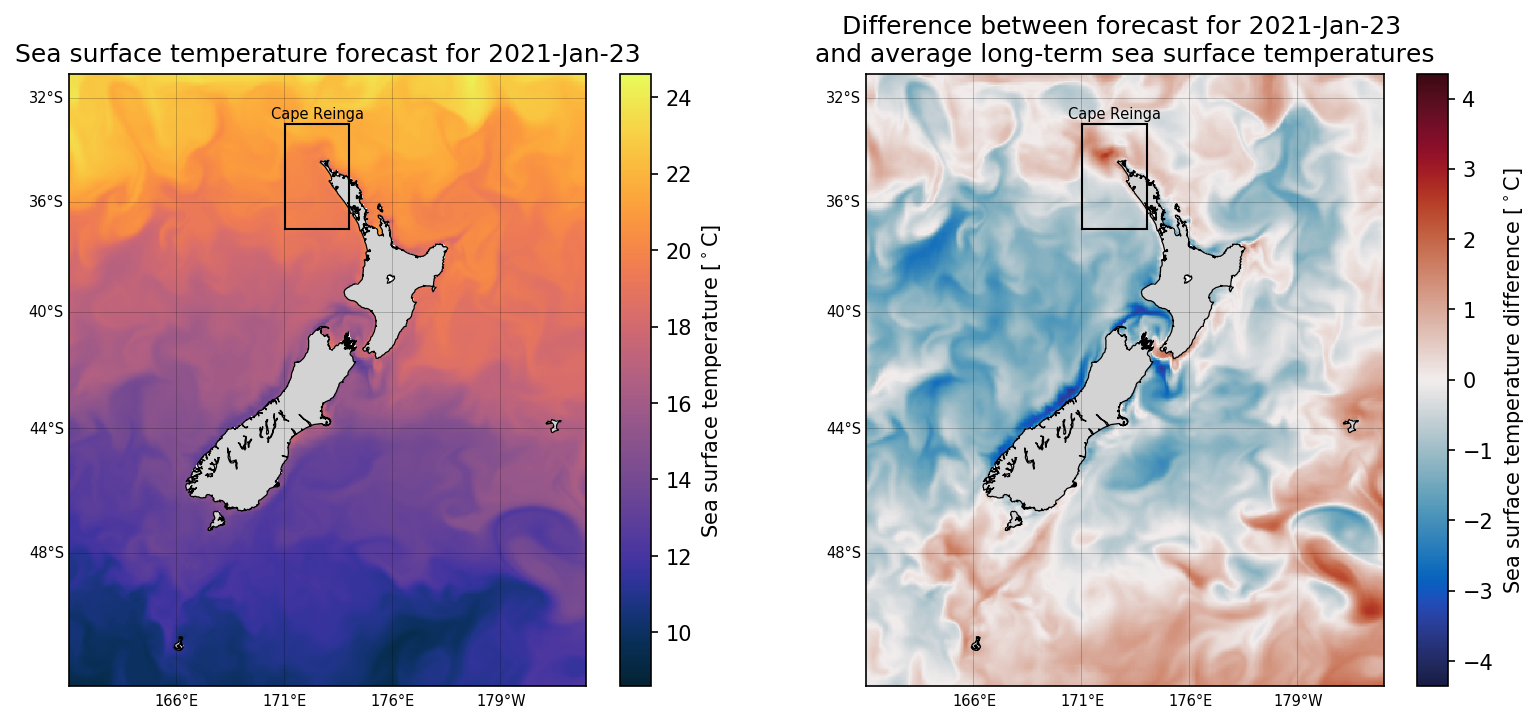 Sea surface temperature forecast for 2021-Jan-23
32°S
36°S
40°S
44°S
48°S
166°E
171°E
176°E
179°W
Cape Reinga
24
22
20
18
16
14
12
10
Sea surface temperature [°C]
Difference between forecast for 2021-Jan-23
and average long-term sea surface temperatures
32°S
36°S
40°S
44°S
48°S
166°E
171°E
176°E
179°W
Cape Reinga
4
3
2
1
0
−1
−2
−3
−4
Sea surface temperature difference [°C]